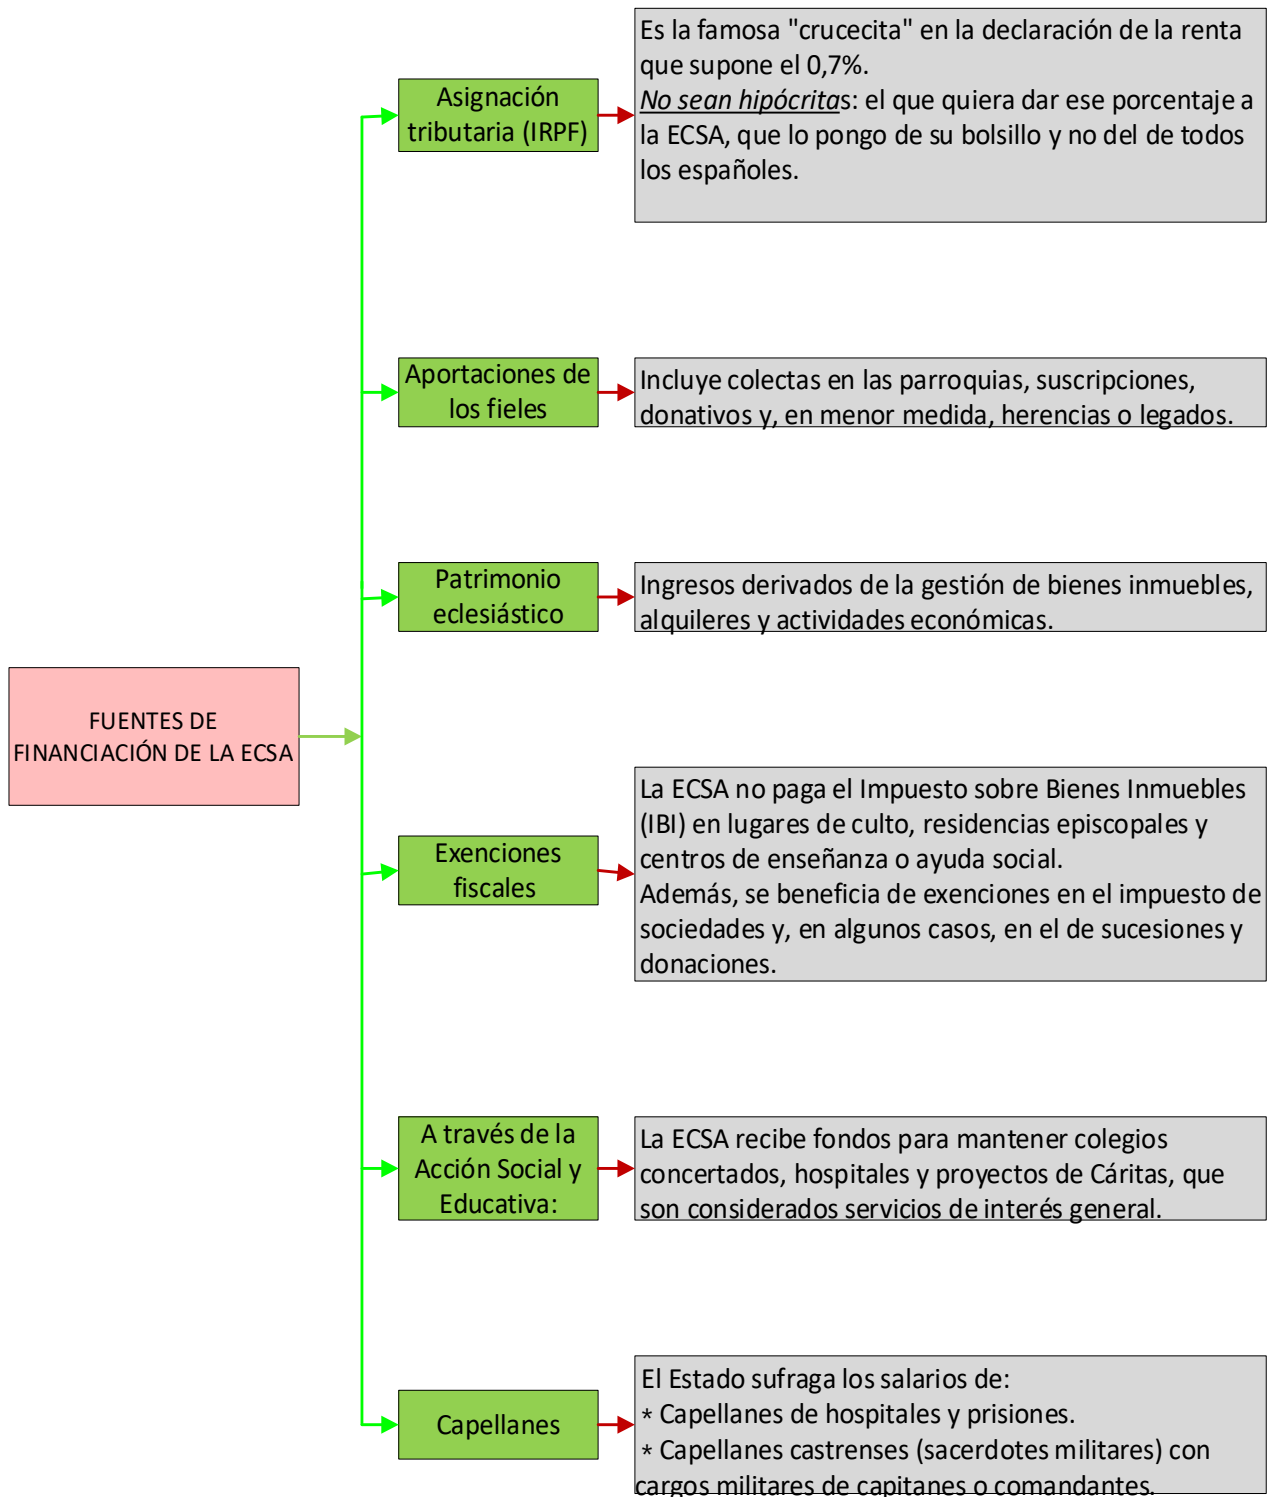 Es la famosa "crucecita" en la declaración de la renta
que supone el 0,7%.
No sean hipócritas: el que quiera dar ese porcentaje a
la ECSA, que lo pongo de su bolsillo y no del de todos
los españoles.
Asignación
tributaria (IRPF)
Aportaciones de
los fieles
Incluye colectas en las parroquias, suscripciones,
donativos y, en menor medida, herencias o legados.
Patrimonio
eclesiástico
Ingresos derivados de la gestión de bienes inmuebles,
alquileres y actividades económicas.
FUENTES DE
FINANCIACIÓN DE LA ECSA
Exenciones
fiscales
La ECSA no paga el Impuesto sobre Bienes Inmuebles
(IBI) en lugares de culto, residencias episcopales y
centros de enseñanza o ayuda social.
Además, se beneficia de exenciones en el impuesto de
sociedades y, en algunos casos, en el de sucesiones y
donaciones.
A través de la
Acción Social y
Educativa:
La ECSA recibe fondos para mantener colegios
concertados, hospitales y proyectos de Cáritas, que
son considerados servicios de interés general.
Capellanes
El Estado sufraga los salarios de:
* Capellanes de hospitales y prisiones.
* Capellanes castrenses (sacerdotes militares) con
cargos militares de capitanes o comandantes.